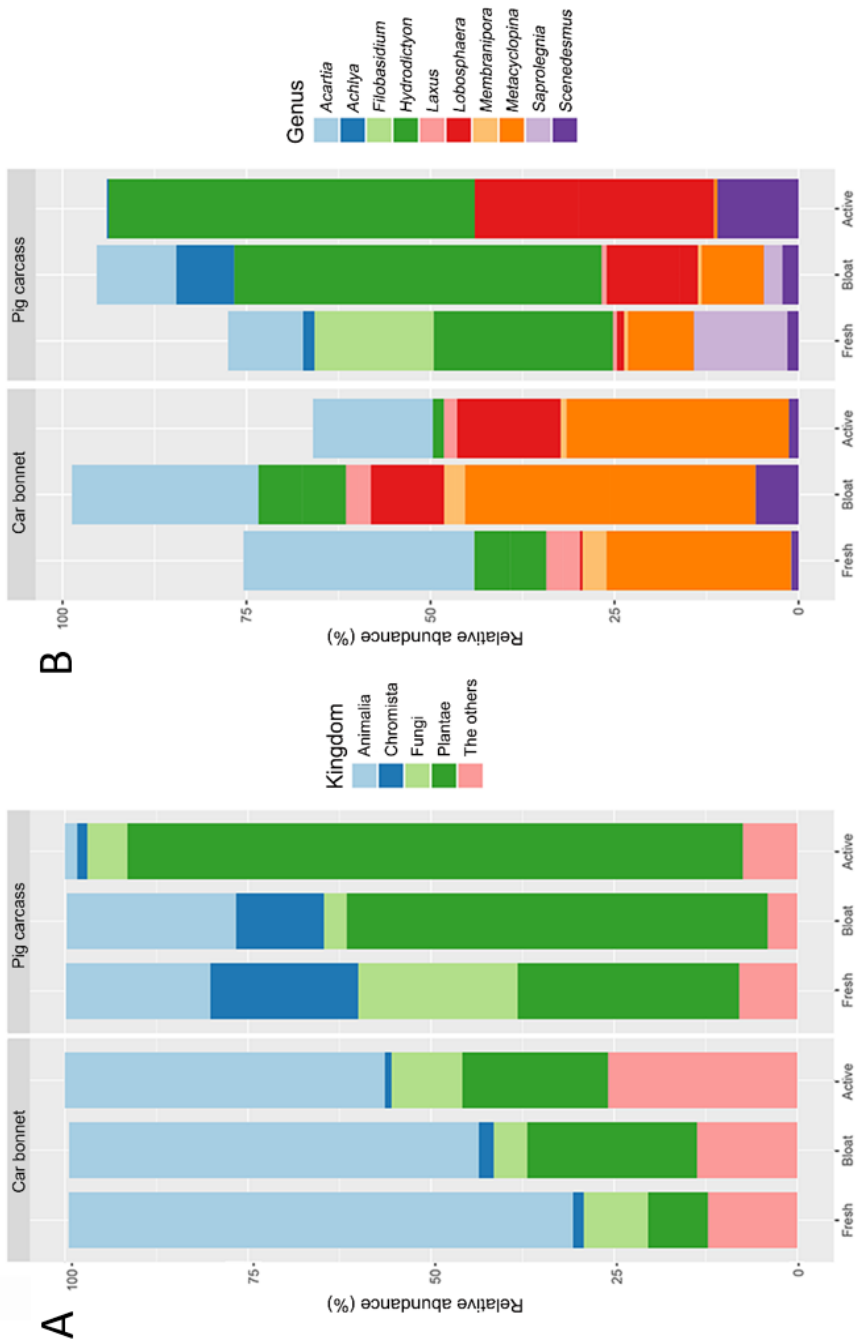 A
Car bonnet
Pig carcass
Relative abundance (%)
100
75
50
25
0
Fresh
Bloat
Active
Fresh
Bloat
Active
Kingdom
Animalia
Chromista
Fungi
Plantae
The others
B
Car bonnet
Pig carcass
Relative abundance (%)
100
75
50
25
0
Fresh
Bloat
Active
Fresh
Bloat
Active
Genus
Acartia
Achlya
Filobasidium
Hydrodictyon
Laxus
Lobosphaera
Membranipora
Metacyclopina
Saprolegnia
Scenedesmus